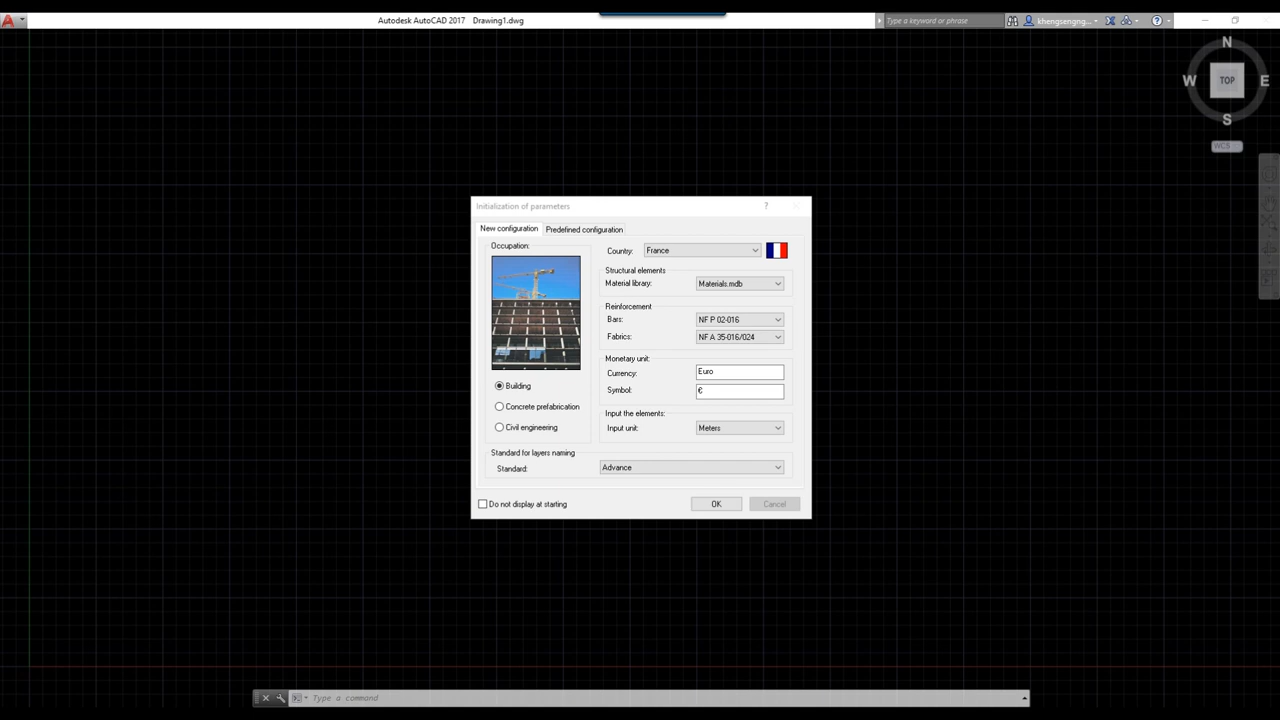 Autodesk AutoCAD 2017 Drawing1.dwg
Type a keyword or phrase
khengsengng...
N
W TOP E
S
WCS
Initialization of parameters ?
New configuration Predefined configuration
Occupation:
Country: France
Structural elements
Material library: Materials.mdb
Reinforcement
Bars: NF P 02-016
Fabrics: NF A 35-016/024
Monetary unit:
Currency: Euro
Symbol: €
Building
Concrete prefabrication
Civil engineering
Input the elements:
Input unit: Meters
Standard for layers naming
Standard: Advance
Do not display at starting OK Cancel
Type a command